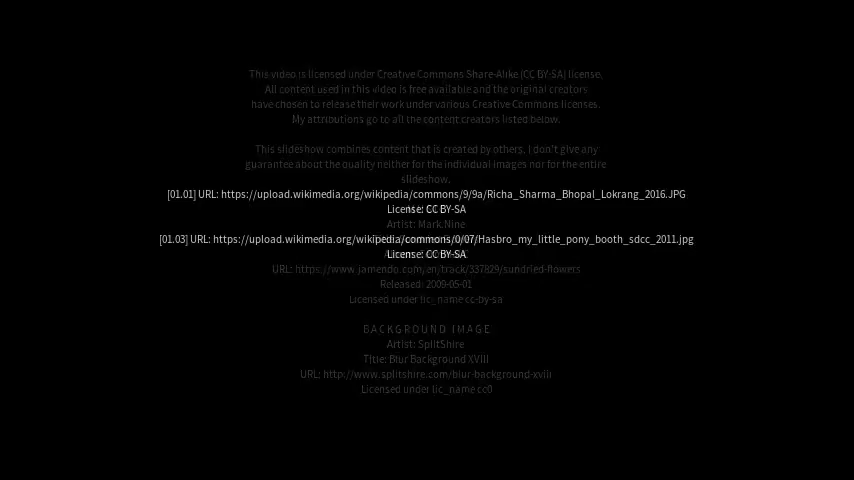 This video is licensed under Creative Commons Share-Alike (CC BY-SA) license.
All content used in this video is free available and the original creators
have chosen to release their work under various Creative Commons licenses.
My attributions go to all the content creators listed below.
This slideshow combines content that is created by others. I don't give any
guarantee about the quality neither for the individual images nor for the entire
slideshow.
[01.01] URL: https://upload.wikimedia.org/wikipedia/commons/9/9a/Richa_Sharma_Bhopal_Lokrang_2016.JPG
License: CC BY-SA
Artist: Mark.Nine
[01.03] URL: https://upload.wikimedia.org/wikipedia/commons/0/07/Hasbro_my_little_pony_booth_sdcc_2011.jpg
License: CC BY-SA
URL: https://www.jamendo.com/en/track/337829/sundried-flowers
Released: 2009-05-01
Licensed under lic_name cc-by-sa
BACKGROUND IMAGE
Artist: SplitShire
Title: Blur Background XVIII
URL: http://www.splitshire.com/blur-background-xviii
Licensed under lic_name cc0